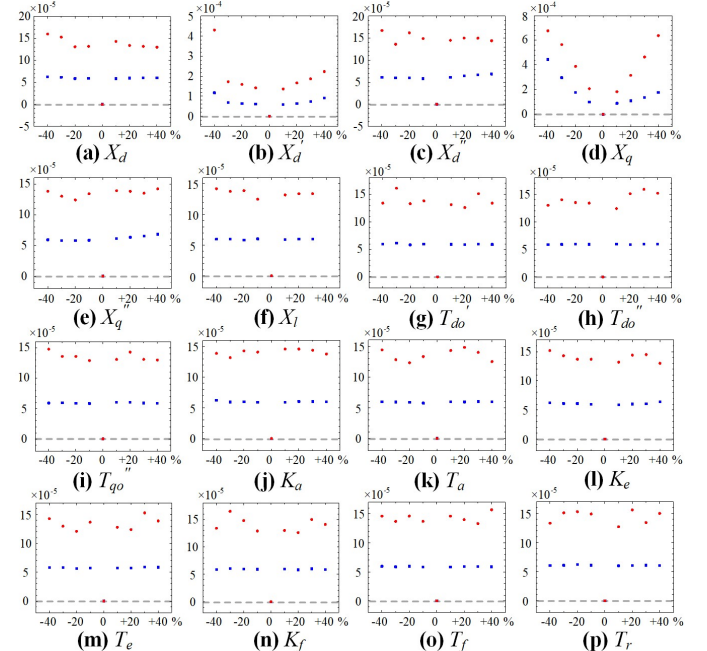 ×10⁻⁵
20
15
10
5
0
-5
-40 -20 0 +20 +40 %
(a) X_d
×10⁻⁴
5
4
3
2
1
0
-40 -20 0 +20 +40 %
(b) X_d′
×10⁻⁵
20
15
10
5
0
-5
-40 -20 0 +20 +40 %
(c) X_d″
×10⁻⁴
8
6
4
2
0
-40 -20 0 +20 +40 %
(d) X_q
×10⁻⁵
15
10
5
0
-40 -20 0 +20 +40 %
(e) X_q″
×10⁻⁵
15
10
5
0
-40 -20 0 +20 +40 %
(f) X_l
×10⁻⁵
15
10
5
0
-40 -20 0 +20 +40 %
(g) T_do′
×10⁻⁵
15
10
5
0
-40 -20 0 +20 +40 %
(h) T_do″
×10⁻⁵
15
10
5
0
-40 -20 0 +20 +40 %
(i) T_qo″
×10⁻⁵
15
10
5
0
-40 -20 0 +20 +40 %
(j) K_a
×10⁻⁵
15
10
5
0
-40 -20 0 +20 +40 %
(k) T_a
×10⁻⁵
15
10
5
0
-40 -20 0 +20 +40 %
(l) K_e
×10⁻⁵
15
10
5
0
-40 -20 0 +20 +40 %
(m) T_e
×10⁻⁵
15
10
5
0
-40 -20 0 +20 +40 %
(n) K_f
×10⁻⁵
15
10
5
0
-40 -20 0 +20 +40 %
(o) T_f
×10⁻⁵
15
10
5
0
-40 -20 0 +20 +40 %
(p) T_r